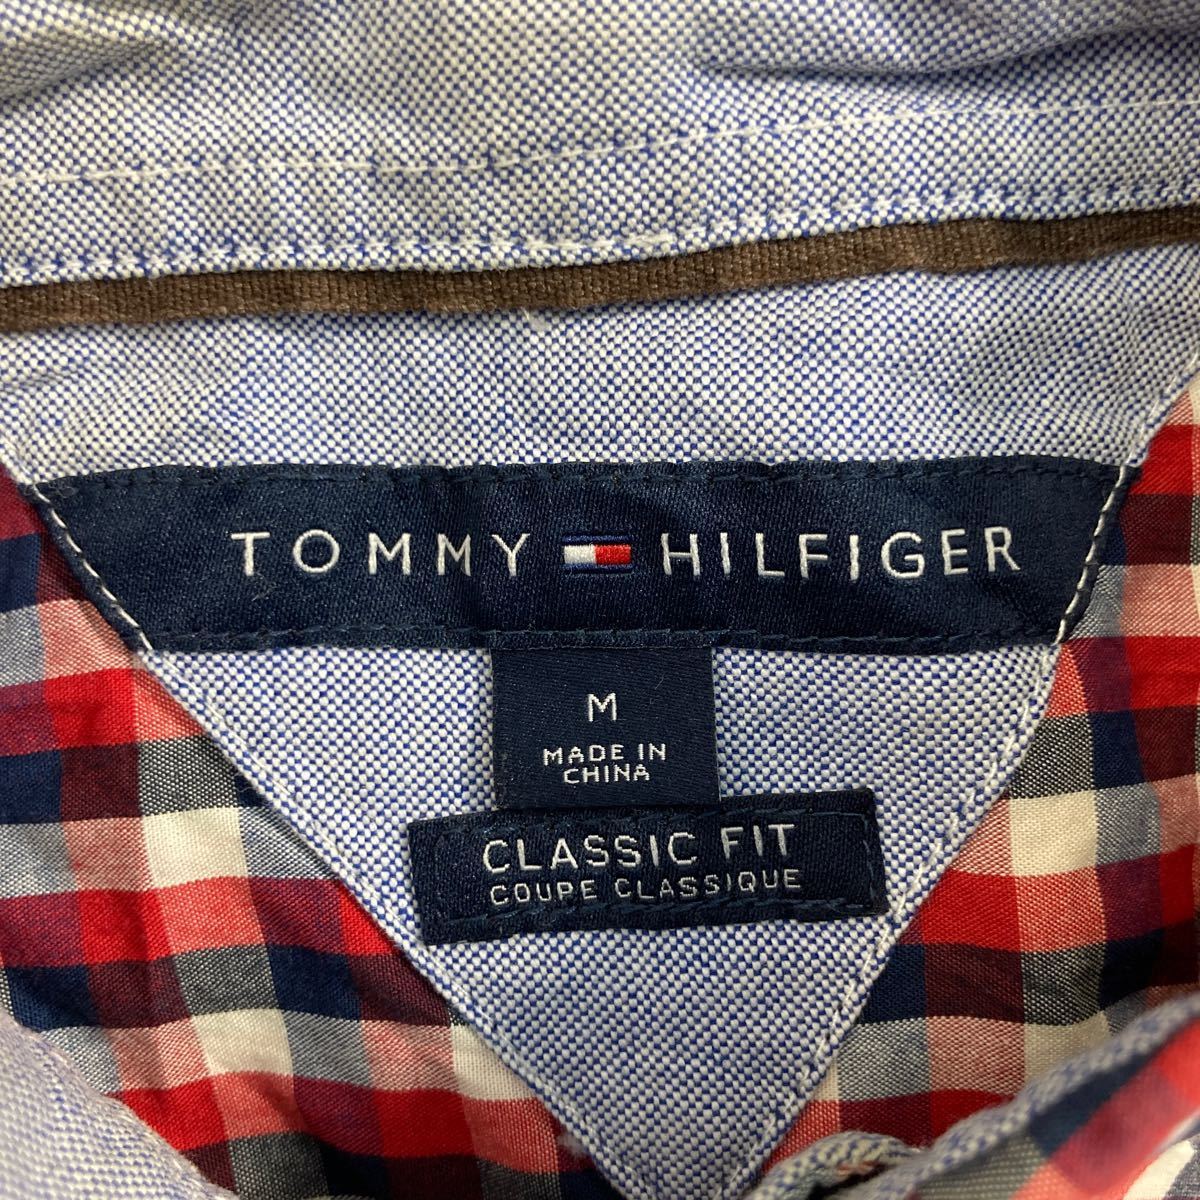 TOMMY HILFIGER
M
MADE IN
CHINA
CLASSIC FIT
COUPE CLASSIQUE